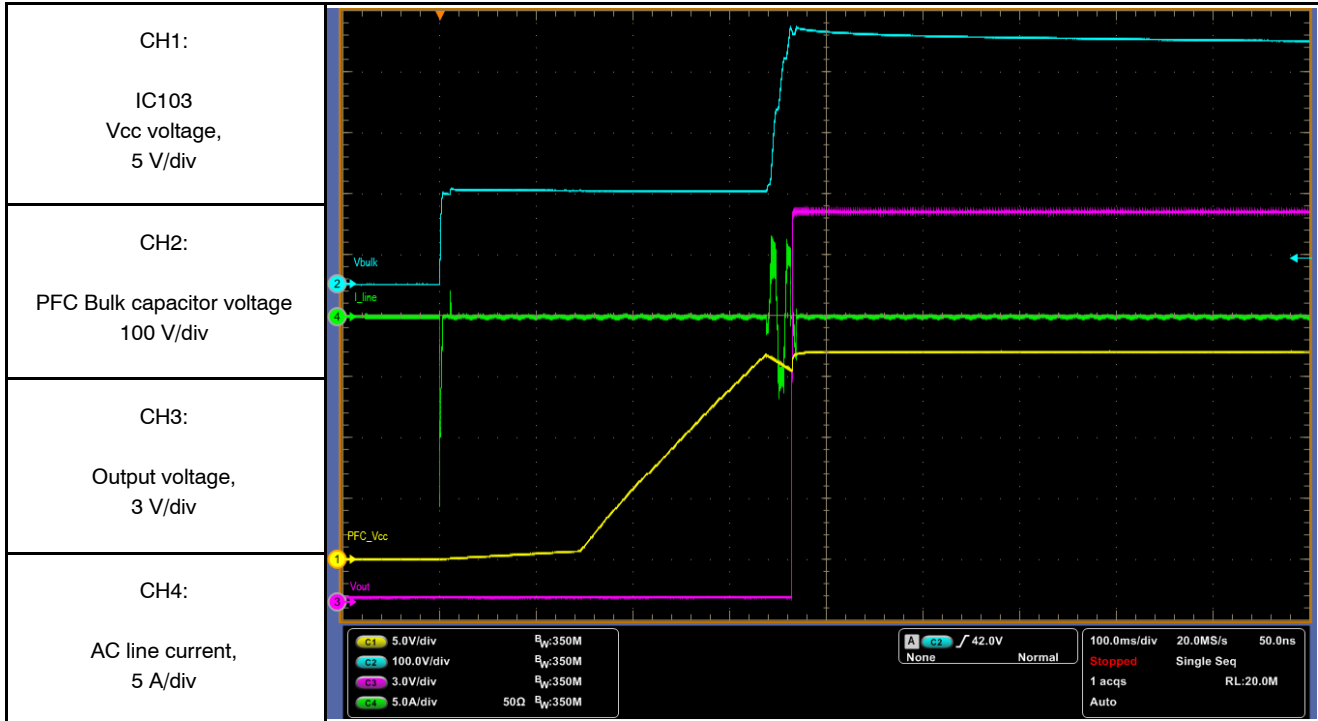 CH1:
IC103
Vcc voltage,
5 V/div
CH2:
PFC Bulk capacitor voltage
100 V/div
CH3:
Output voltage,
3 V/div
CH4:
AC line current,
5 A/div
Vbulk
2
I_line
4
PFC_Vcc
1
Vout
3
C1 5.0V/div BW:350M
C2 100.0V/div BW:350M
C3 3.0V/div BW:350M
C4 5.0A/div 50Ω BW:350M
A C2 42.0V
None Normal
100.0ms/div 20.0MS/s 50.0ns
Stopped Single Seq
1 acqs RL:20.0M
Auto